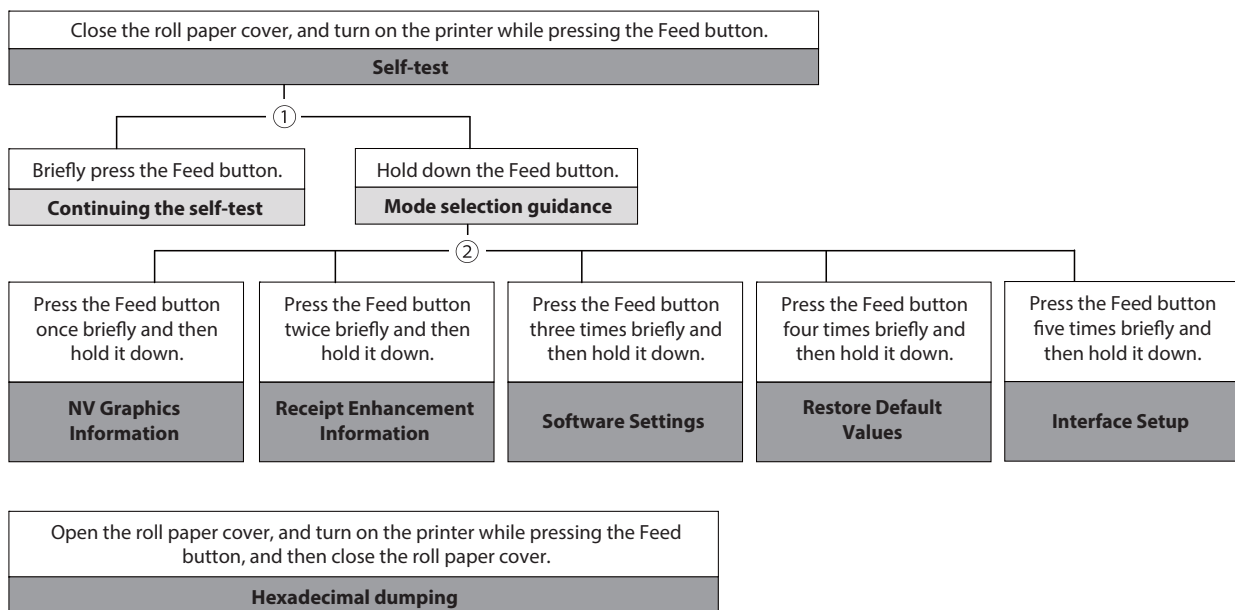 Close the roll paper cover, and turn on the printer while pressing the Feed button.
Self-test
①
Briefly press the Feed button.
Continuing the self-test
Hold down the Feed button.
Mode selection guidance
②
Press the Feed button
once briefly and then
hold it down.
NV Graphics
Information
Press the Feed button
twice briefly and then
hold it down.
Receipt Enhancement
Information
Press the Feed button
three times briefly and
then hold it down.
Software Settings
Press the Feed button
four times briefly and
then hold it down.
Restore Default
Values
Press the Feed button
five times briefly and
then hold it down.
Interface Setup
Open the roll paper cover, and turn on the printer while pressing the Feed
button, and then close the roll paper cover.
Hexadecimal dumping